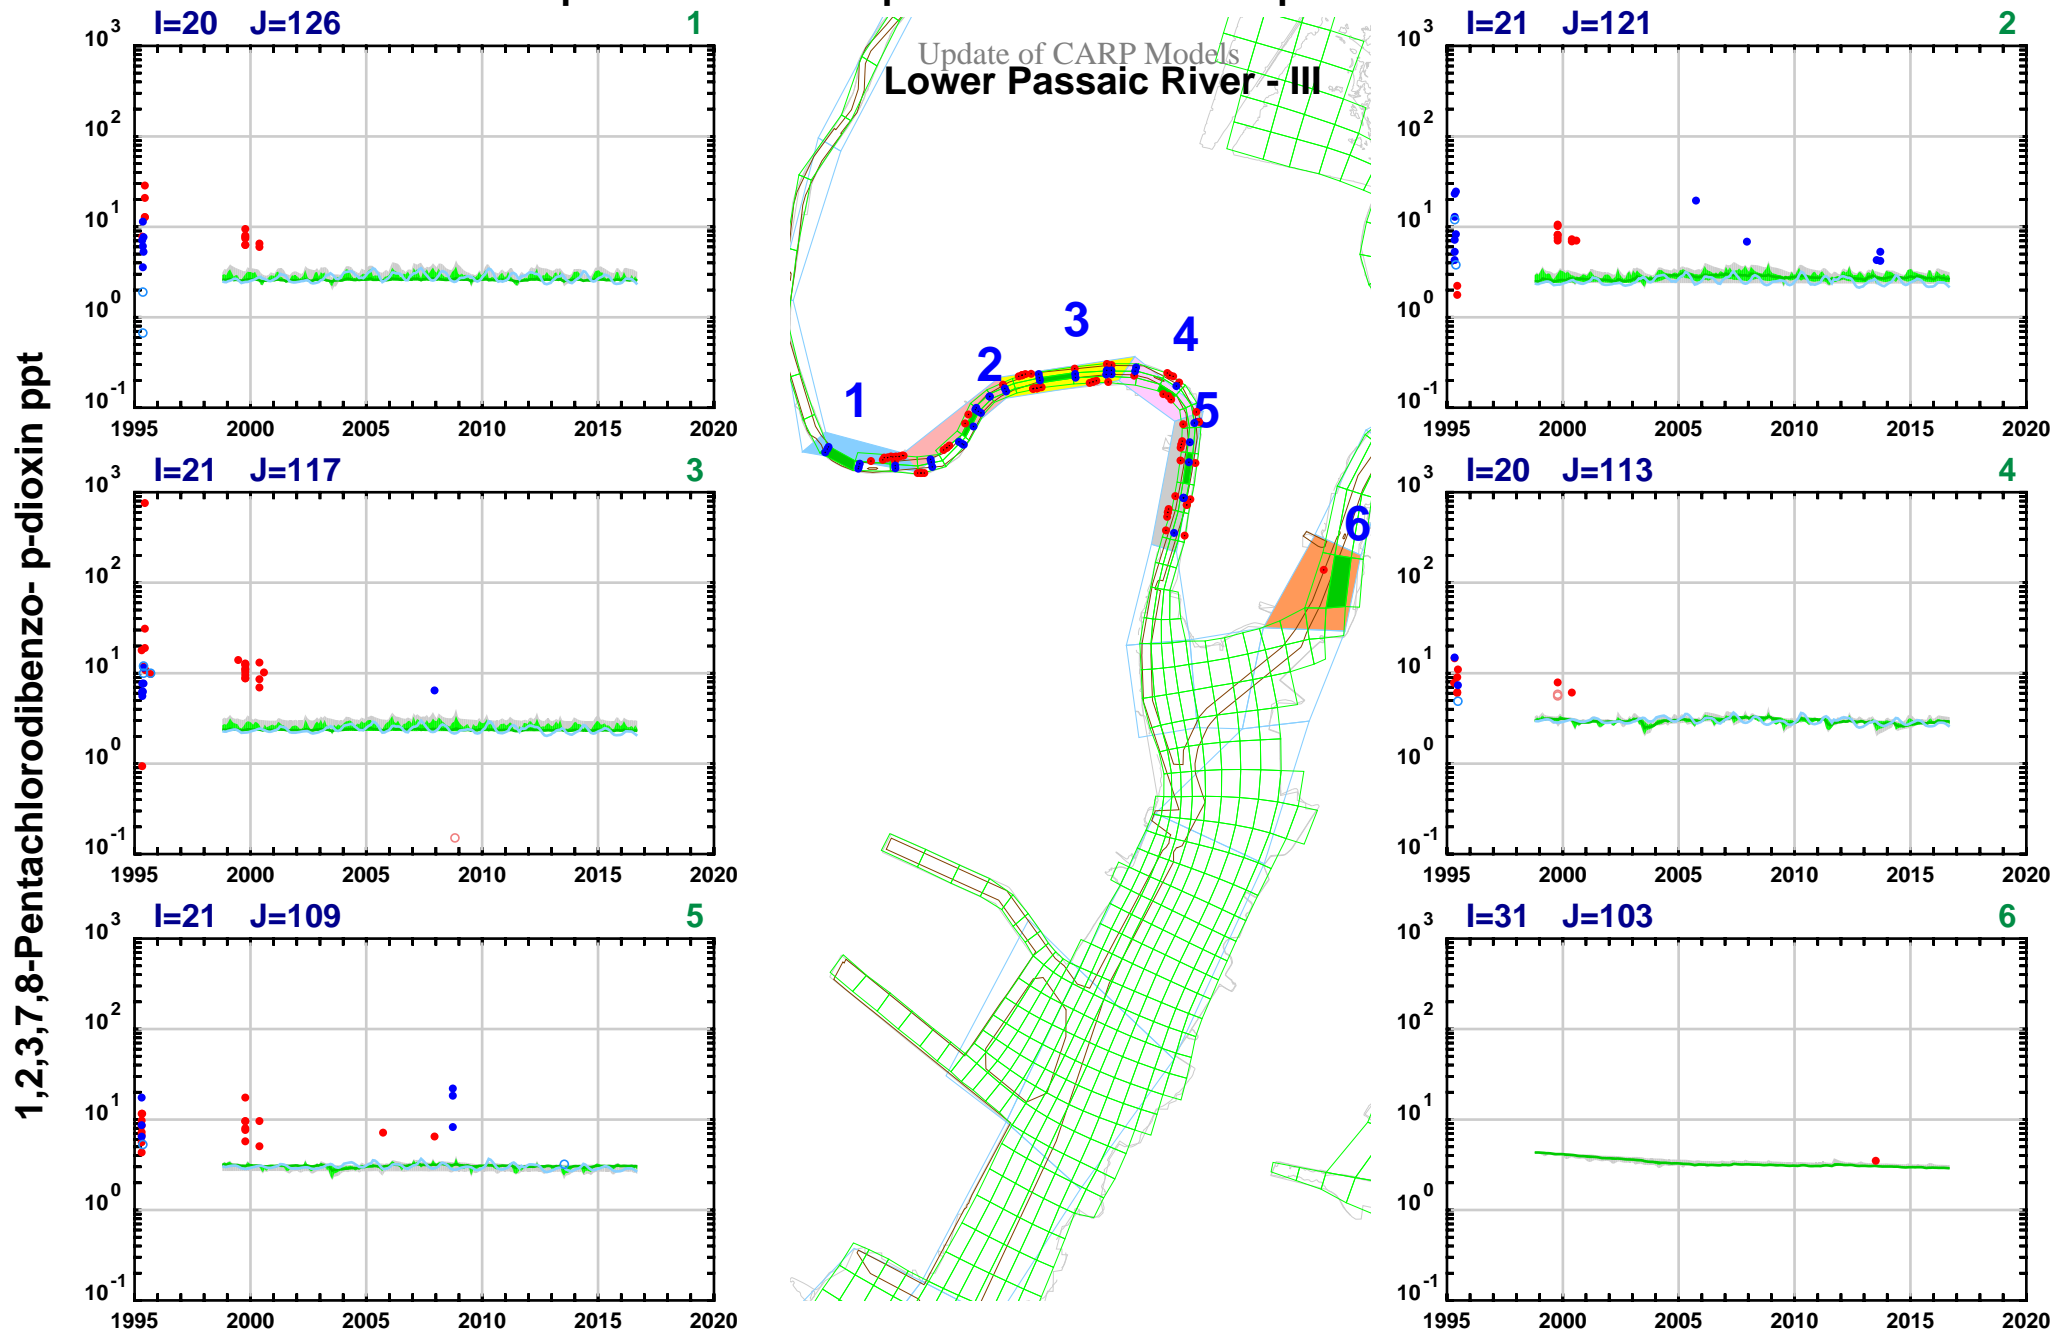 Update of CARP Models
Lower Passaic River - III
1,2,3,7,8-Pentachlorodibenzo- p-dioxin ppt
I=20 J=126 1
10^3
10^2
10^1
10^0
10^-1
1995 2000 2005 2010 2015 2020
I=21 J=121 2
10^3
10^2
10^1
10^0
10^-1
1995 2000 2005 2010 2015 2020
I=21 J=117 3
10^3
10^2
10^1
10^0
10^-1
1995 2000 2005 2010 2015 2020
I=20 J=113 4
10^3
10^2
10^1
10^0
10^-1
1995 2000 2005 2010 2015 2020
I=21 J=109 5
10^3
10^2
10^1
10^0
10^-1
1995 2000 2005 2010 2015 2020
I=31 J=103 6
10^3
10^2
10^1
10^0
10^-1
1995 2000 2005 2010 2015 2020
1
2
3
4
5
6